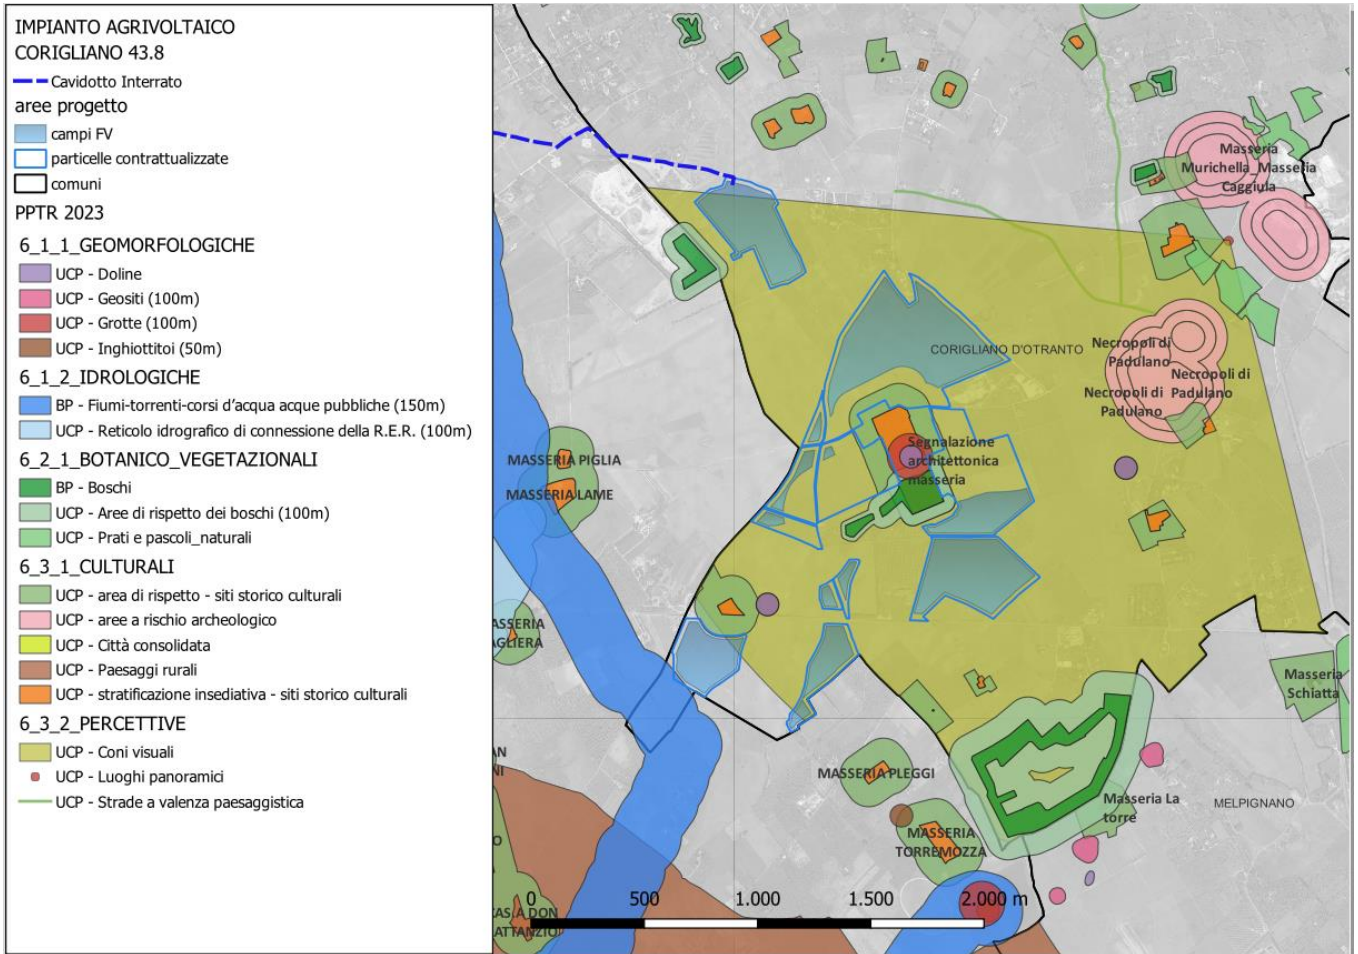 IMPIANTO AGRIVOLTAICO
CORIGLIANO 43.8
Cavidotto Interrato
aree progetto
campi FV
particelle contrattualizzate
comuni
PPTR 2023
6_1_1_GEOMORFOLOGICHE
UCP - Doline
UCP - Geositi (100m)
UCP - Grotte (100m)
UCP - Inghiottitoi (50m)
6_1_2_IDROLOGICHE
BP - Fiumi-torrenti-corsi d'acqua acque pubbliche (150m)
UCP - Reticolo idrografico di connessione della R.E.R. (100m)
6_2_1_BOTANICO_VEGETAZIONALI
BP - Boschi
UCP - Aree di rispetto dei boschi (100m)
UCP - Prati e pascoli_naturali
6_3_1_CULTURALI
UCP - area di rispetto - siti storico culturali
UCP - aree a rischio archeologico
UCP - Città consolidata
UCP - Paesaggi rurali
UCP - stratificazione insediativa - siti storico culturali
6_3_2_PERCETTIVE
UCP - Coni visuali
UCP - Luoghi panoramici
UCP - Strade a valenza paesaggistica
Masseria
Murichella Masseria
Caggiula
CORIGLIANO D'OTRANTO
Necropoli di
Padulano
Necropoli di
Padulano
Necropoli di
Padulano
Segnalazione
architettonica
masseria
MASSERIA PIGLIA
MASSERIA LAME
ASSERIA
AGLIERA
Masseria
Schiatta
MASSERIA PLEGGI
Masseria La
torre
MELPIGNANO
MASSERIA
TORREMOZZA
CASA DON
ATTANZIO
0 500 1.000 1.500 2.000 m